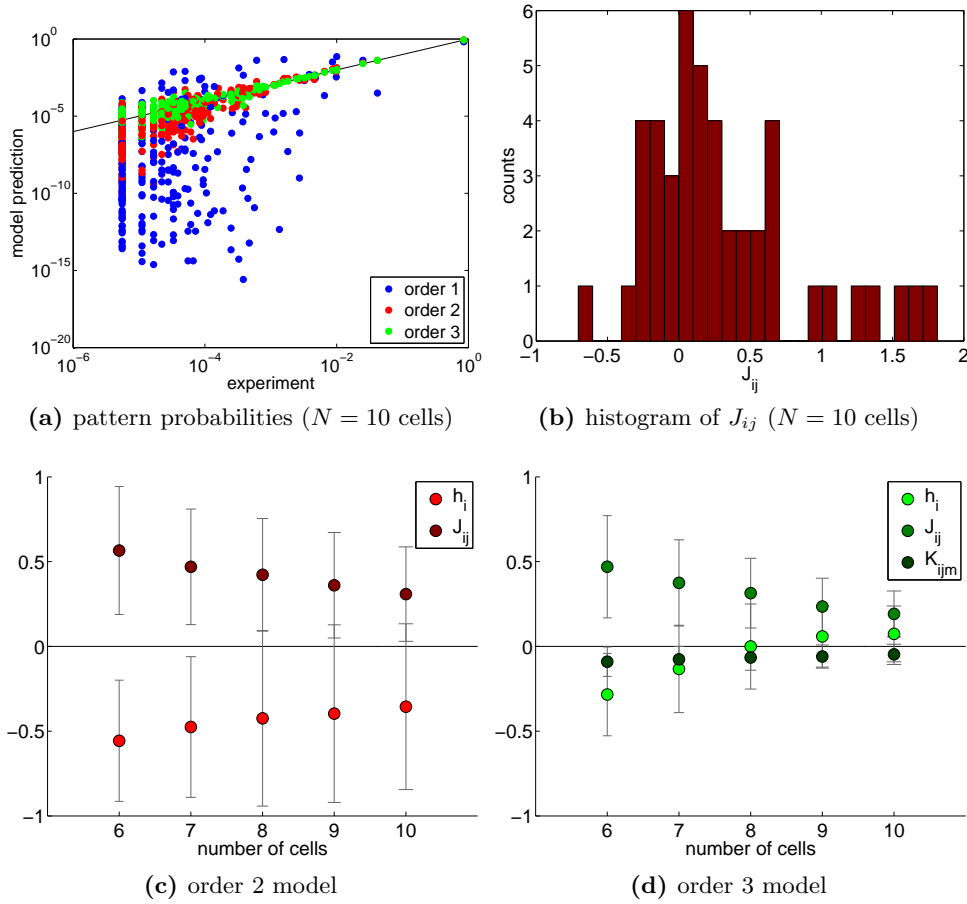 10^0
10^-5
10^-10
10^-15
10^-20
model prediction
order 1
order 2
order 3
10^-6
10^-4
10^-2
10^0
experiment
(a) pattern probabilities (N = 10 cells)
6
5
4
3
2
1
0
counts
−1
−0.5
0
0.5
1
1.5
2
J_ij
(b) histogram of J_ij (N = 10 cells)
1
0.5
0
−0.5
−1
h_i
J_ij
6
7
8
9
10
number of cells
(c) order 2 model
1
0.5
0
−0.5
−1
h_i
J_ij
K_ijm
6
7
8
9
10
number of cells
(d) order 3 model